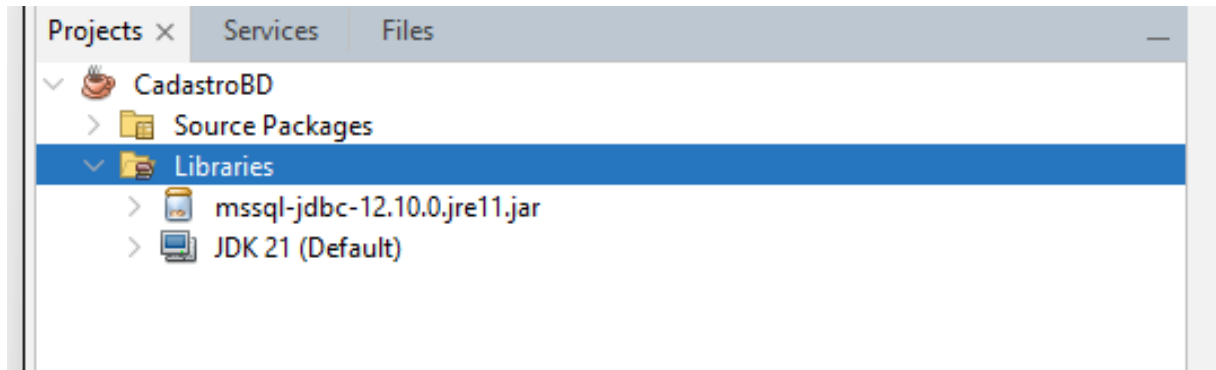 Projects Services Files
CadastroBD
Source Packages
Libraries
mssql-jdbc-12.10.0.jre11.jar
JDK 21 (Default)